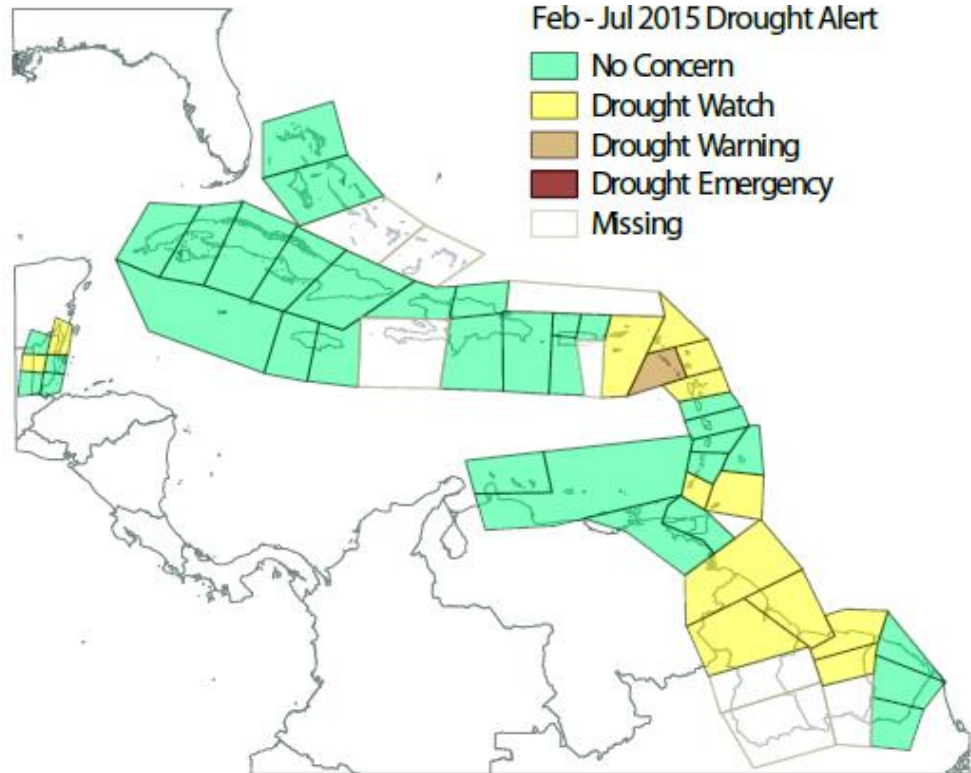 Feb - Jul 2015 Drought Alert
No Concern
Drought Watch
Drought Warning
Drought Emergency
Missing